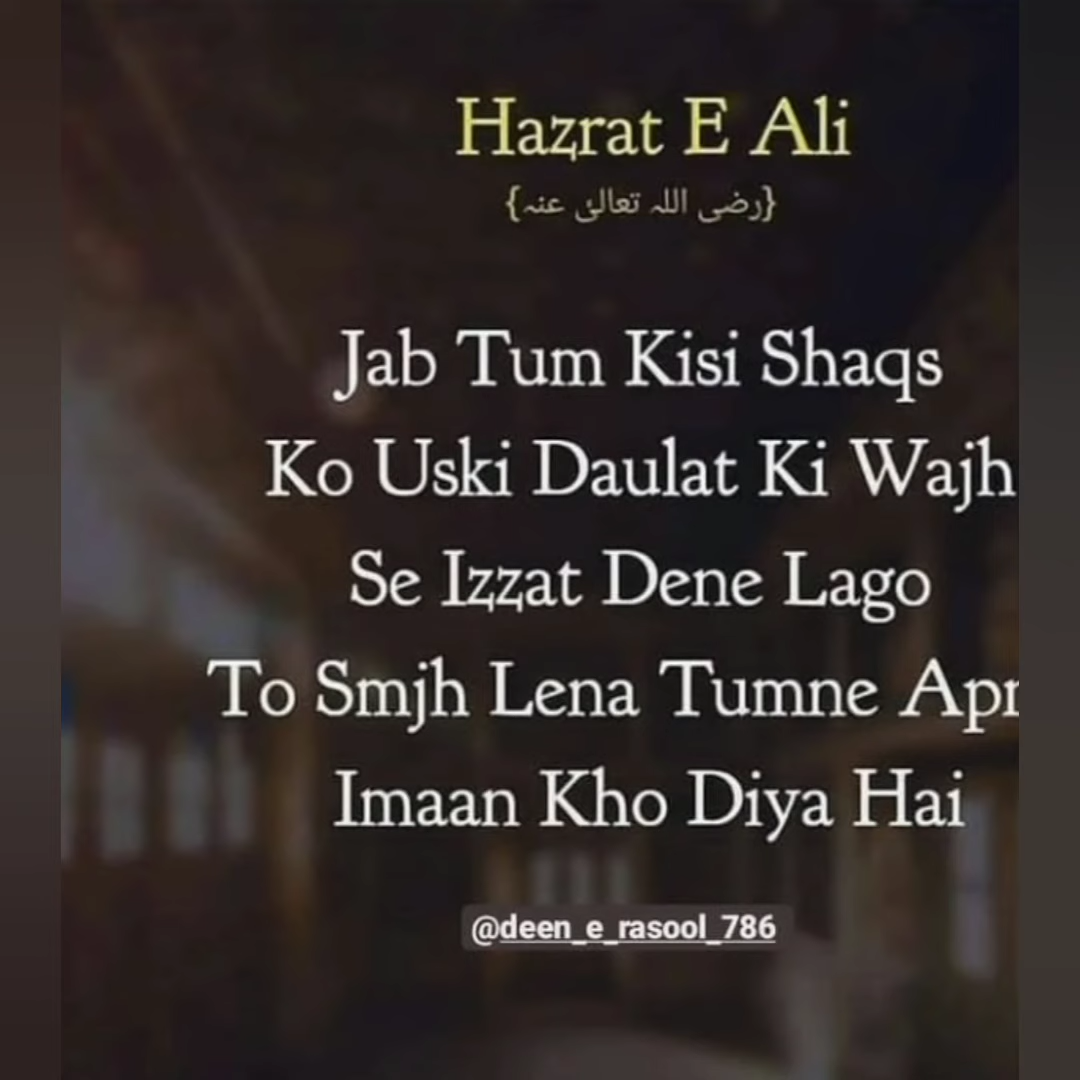 Hazrat E Ali
{رضی اللہ تعالیٰ عنہ}
Jab Tum Kisi Shaqs
Ko Uski Daulat Ki Wajh
Se Izzat Dene Lago
To Smjh Lena Tumne
Imaan Kho Diya Hai
@deen_e_rasool_786